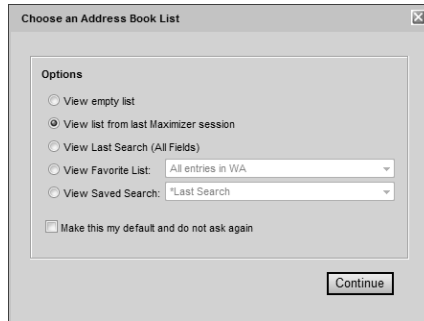 Choose an Address Book List
Options
View empty list
View list from last Maximizer session
View Last Search (All Fields)
View Favorite List: All entries in WA
View Saved Search: *Last Search
Make this my default and do not ask again
Continue